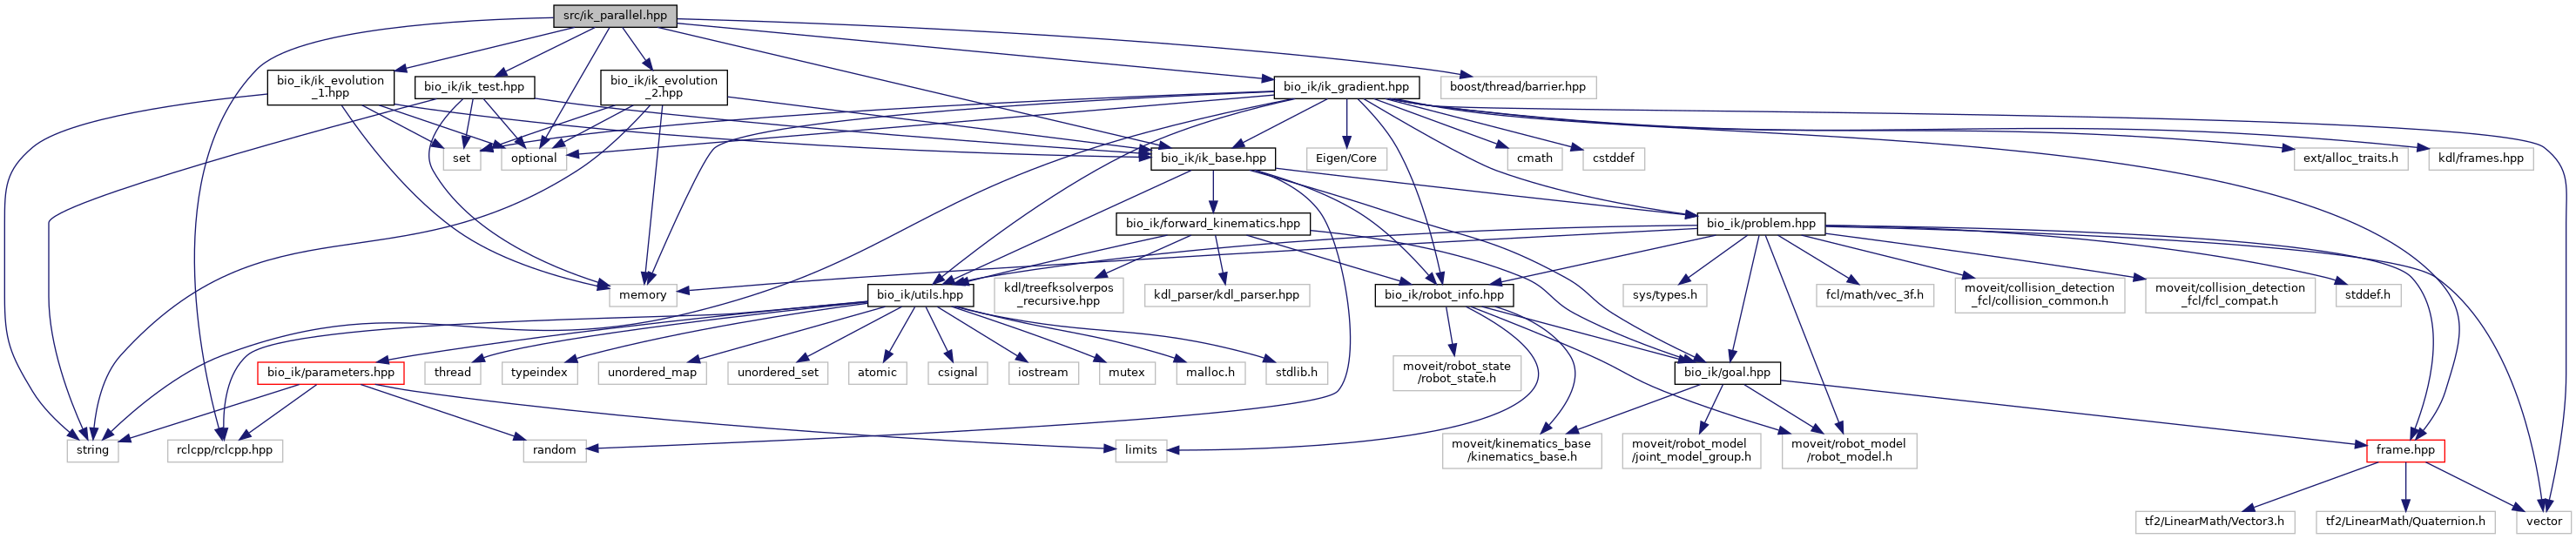 src/ik_parallel.hpp
bio_ik/ik_evolution
_1.hpp
bio_ik/ik_test.hpp
bio_ik/ik_evolution
_2.hpp
bio_ik/ik_gradient.hpp
boost/thread/barrier.hpp
set
optional
bio_ik/ik_base.hpp
Eigen/Core
cmath
cstddef
ext/alloc_traits.h
kdl/frames.hpp
bio_ik/forward_kinematics.hpp
bio_ik/problem.hpp
memory
bio_ik/utils.hpp
kdl/treefksolverpos
_recursive.hpp
kdl_parser/kdl_parser.hpp
bio_ik/robot_info.hpp
sys/types.h
fcl/math/vec_3f.h
moveit/collision_detection
_fcl/collision_common.h
moveit/collision_detection
_fcl/fcl_compat.h
stddef.h
bio_ik/parameters.hpp
thread
typeindex
unordered_map
unordered_set
atomic
csignal
iostream
mutex
malloc.h
stdlib.h
moveit/robot_state
/robot_state.h
bio_ik/goal.hpp
string
rclcpp/rclcpp.hpp
random
limits
moveit/kinematics_base
/kinematics_base.h
moveit/robot_model
/joint_model_group.h
moveit/robot_model
/robot_model.h
frame.hpp
tf2/LinearMath/Vector3.h
tf2/LinearMath/Quaternion.h
vector